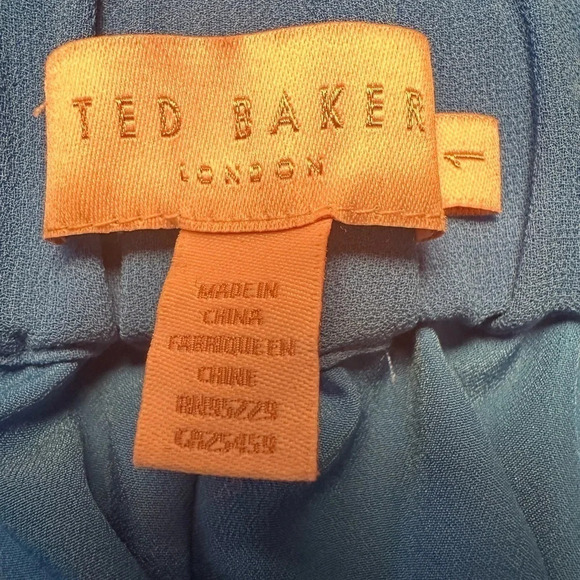 TED BAKER
LONDON
1
MADE IN
CHINA
FABRIQUE EN
CHINE
RN95229
CA25459